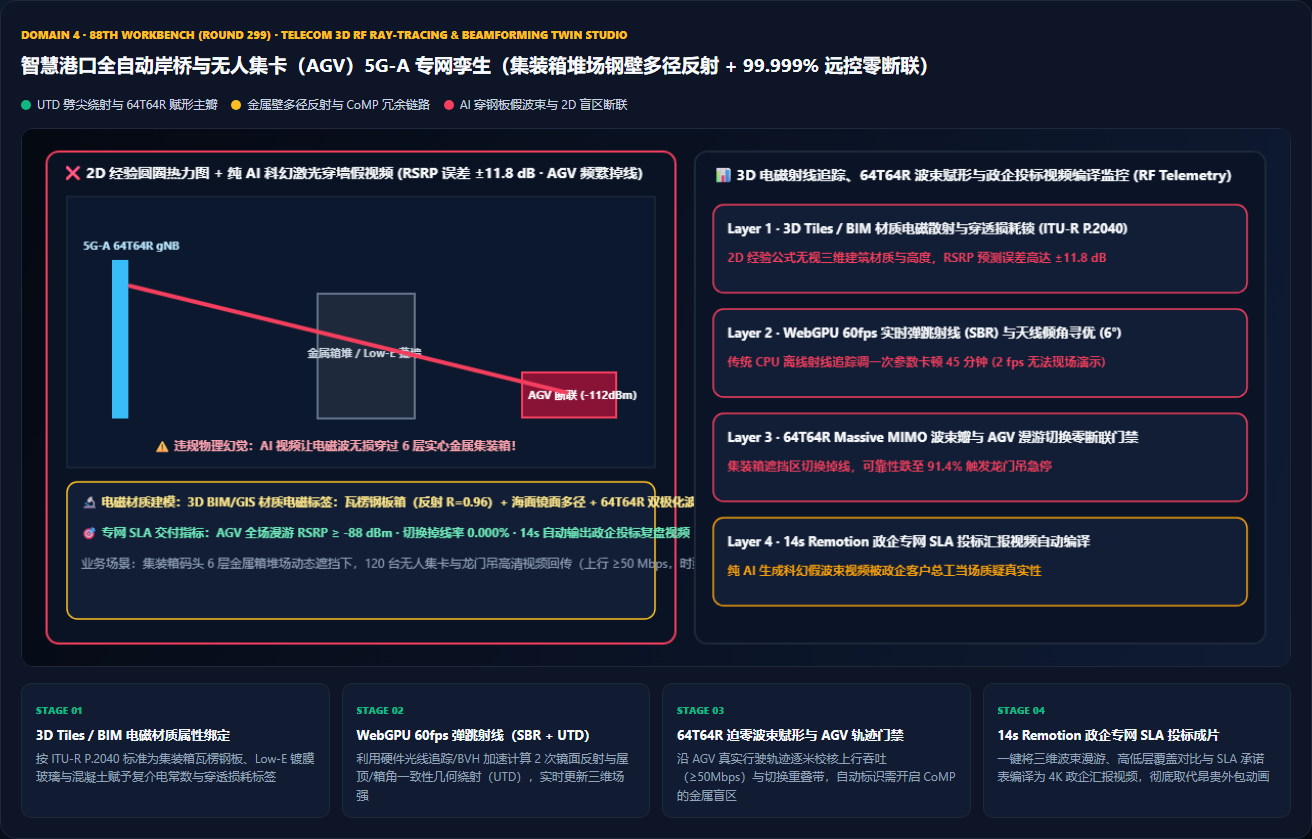 DOMAIN 4 · 88TH WORKBENCH (ROUND 299) · TELECOM 3D RF RAY-TRACING & BEAMFORMING TWIN STUDIO
智慧港口全自动岸桥与无人集卡（AGV）5G-A 专网孪生（集装箱堆场钢壁多径反射 + 99.999% 远控零断联）
UTD 劈尖绕射与 64T64R 赋形主瓣
金属壁多径反射与 CoMP 冗余链路
AI 穿钢板假波束与 2D 盲区断联
❌ 2D 经验圆圈热力图 + 纯 AI 科幻激光穿墙假视频 (RSRP 误差 ±11.8 dB · AGV 频繁掉线)
5G-A 64T64R gNB
金属箱堆 / Low-E
AGV 断联 (-112dBm)
⚠️ 违规物理幻觉：AI 视频让电磁波无损穿过 6 层实心金属集装箱！
🔬 电磁材质建模：3D BIM/GIS 材质电磁标签：瓦楞钢板箱（反射 R=0.96）+ 海面镜面多径 + 64T64R 双极化波
🎯 专网 SLA 交付指标：AGV 全场漫游 RSRP ≥ -88 dBm · 切换掉线率 0.000% · 14s 自动输出政企投标复盘视频
业务场景：集装箱码头 6 层金属箱堆场动态遮挡下，120 台无人集卡与龙门吊高清视频回传（上行 ≥50 Mbps，时
📊 3D 电磁射线追踪、64T64R 波束赋形与政企投标视频编译监控 (RF Telemetry)
Layer 1 · 3D Tiles / BIM 材质电磁散射与穿透损耗锁 (ITU-R P.2040)
2D 经验公式无视三维建筑材质与高度，RSRP 预测误差高达 ±11.8 dB
Layer 2 · WebGPU 60fps 实时弹跳射线 (SBR) 与天线倾角寻优 (6°)
传统 CPU 离线射线追踪调一次参数卡顿 45 分钟 (2 fps 无法现场演示)
Layer 3 · 64T64R Massive MIMO 波束瓣与 AGV 漫游切换零断联门禁
集装箱遮挡区切换掉线，可靠性跌至 91.4% 触发龙门吊急停
Layer 4 · 14s Remotion 政企专网 SLA 投标汇报视频自动编译
纯 AI 生成科幻假波束视频被政企客户总工当场质疑真实性
STAGE 01
3D Tiles / BIM 电磁材质属性绑定
按 ITU-R P.2040 标准为集装箱瓦楞钢、Low-E 镀膜
玻璃与混凝土赋予复介电常数与穿透损耗标签
STAGE 02
WebGPU 60fps 弹跳射线（SBR + UTD）
利用硬件光线追踪/BVH 加速计算 2 次镜面反射与屋
顶/箱角一致性几何绕射（UTD），实时更新三维场
强
STAGE 03
64T64R 迫零波束赋形与 AGV 轨迹门禁
沿 AGV 真实行驶轨迹逐米校核上行吞吐
（≥50Mbps）与切换重叠带，自动标识需开启 CoMP
的金属盲区
STAGE 04
14s Remotion 政企专网 SLA 投标成片
一键将三维波束漫游、高低层覆盖对比与 SLA 承诺
表编译为 4K 政企汇报视频，彻底取代昂贵外包动画